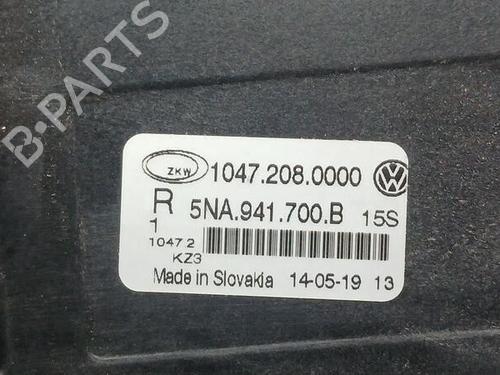 B-PARTS
ZKW 1047.208.0000
R 5NA.941.700.B 15S
1
1047 2
KZ3
Made in Slovakia 14-05-19 13